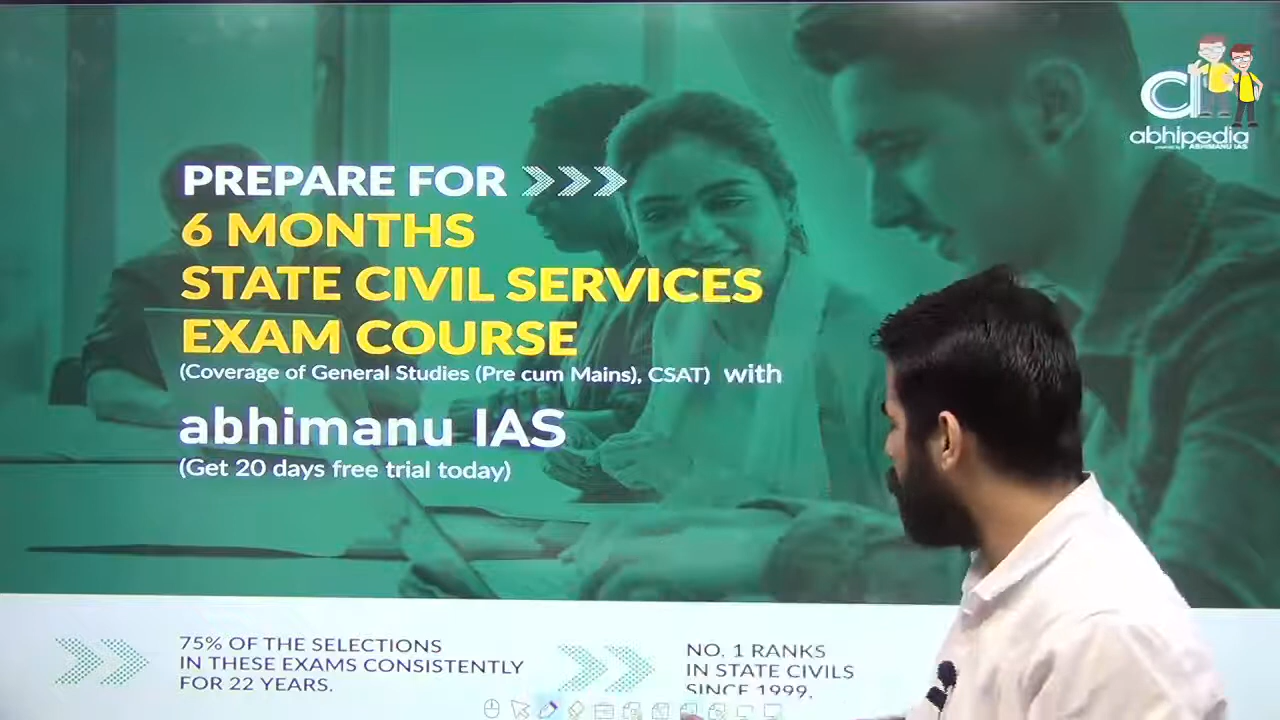 PREPARE FOR
6 MONTHS
STATE CIVIL SERVICES
EXAM COURSE
(Coverage of General Studies (Pre cum Mains), CSAT) with
abhimanu IAS
(Get 20 days free trial today)
abhipedia
ABHIMANU IAS
75% OF THE SELECTIONS
IN THESE EXAMS CONSISTENTLY
FOR 22 YEARS.
NO. 1 RANKS
IN STATE CIVILS
SINCE 1999.